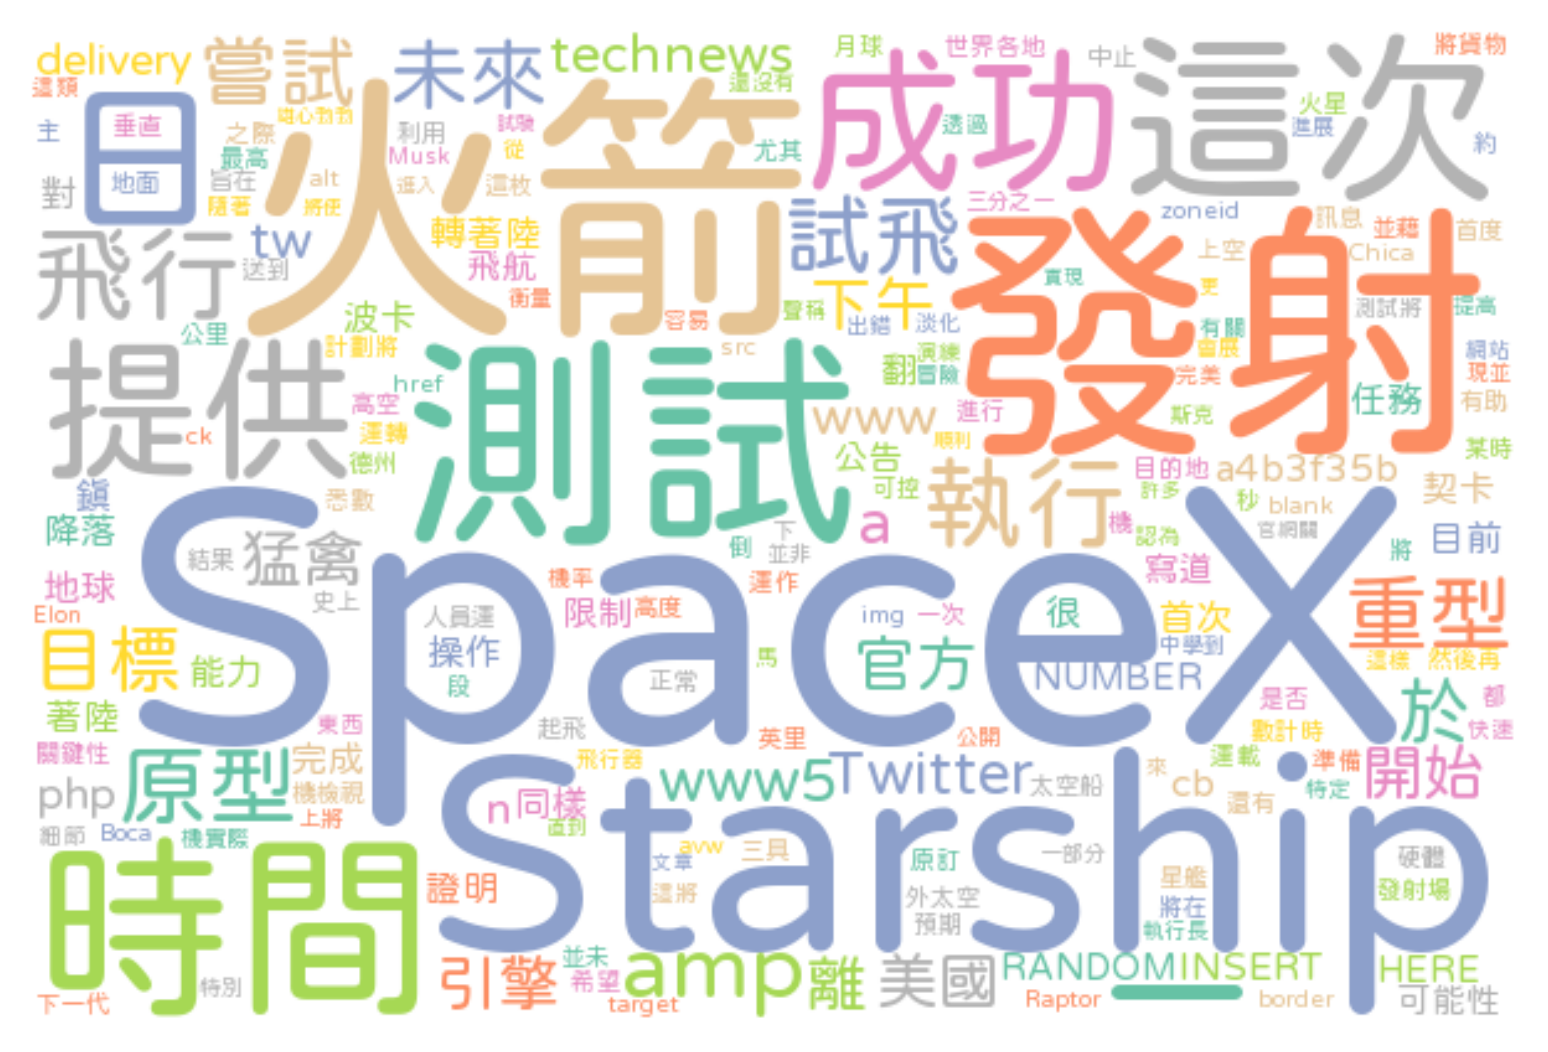 delivery
嘗試
未來
technews
月球
世界各地
中止
將貨物
這類
日
雄心勃勃
火箭
還沒有
成功
這次
火星
主
垂直
之際
利用
試驗
從
尤其
透過
進展
約
對
地面
最高
旨在
alt
Musk
進入
這枚
隨著
將使
三分之一
zoneid
訊息
並藉
首度
飛行
tw
轉著陸
試飛
發射
上空
Chica
送到
飛航
衡量
下午
實現
更
測試將
提高
公里
波卡
容易
聲稱
出錯
淡化
有關
計劃將
src
演練
會展
網站
提供
href
測試
翻
冒險
完美
現並
高空
www
進行
斯克
任務
有助
ck
運轉
順利
某時
德州
公告
執行
目的地
a4b3f35b
鎮
悉數
可控
許多
秒
blank
契卡
降落
a
機
認為
官網關
目前
SpaceX
結果
猛禽
倒
下
並非
將
地球
史上
機率
運作
寫道
重型
Elon
人員運
限制
高度
img
一次
很
首次
目標
能力
操作
馬
官方
中學到
這樣
然後再
段
正常
NUMBER
是否
都
著陸
東西
起飛
英里
公開
於
數計時
快速
關鍵性
原型
完成
飛行器
www5
Twitter
太空船
來
運載
準備
開始
php
機檢視
n
同樣
cb
還有
特定
上將
直到
Starship
細節
Boca
機實際
avw
三具
原訂
一部分
硬體
時間
文章
證明
這將
外太空
星艦
發射場
預期
將在
執行長
引擎
並未
希望
amp
離
美國
RANDOM
INSERT
HERE
特別
下一代
target
Raptor
border
可能性